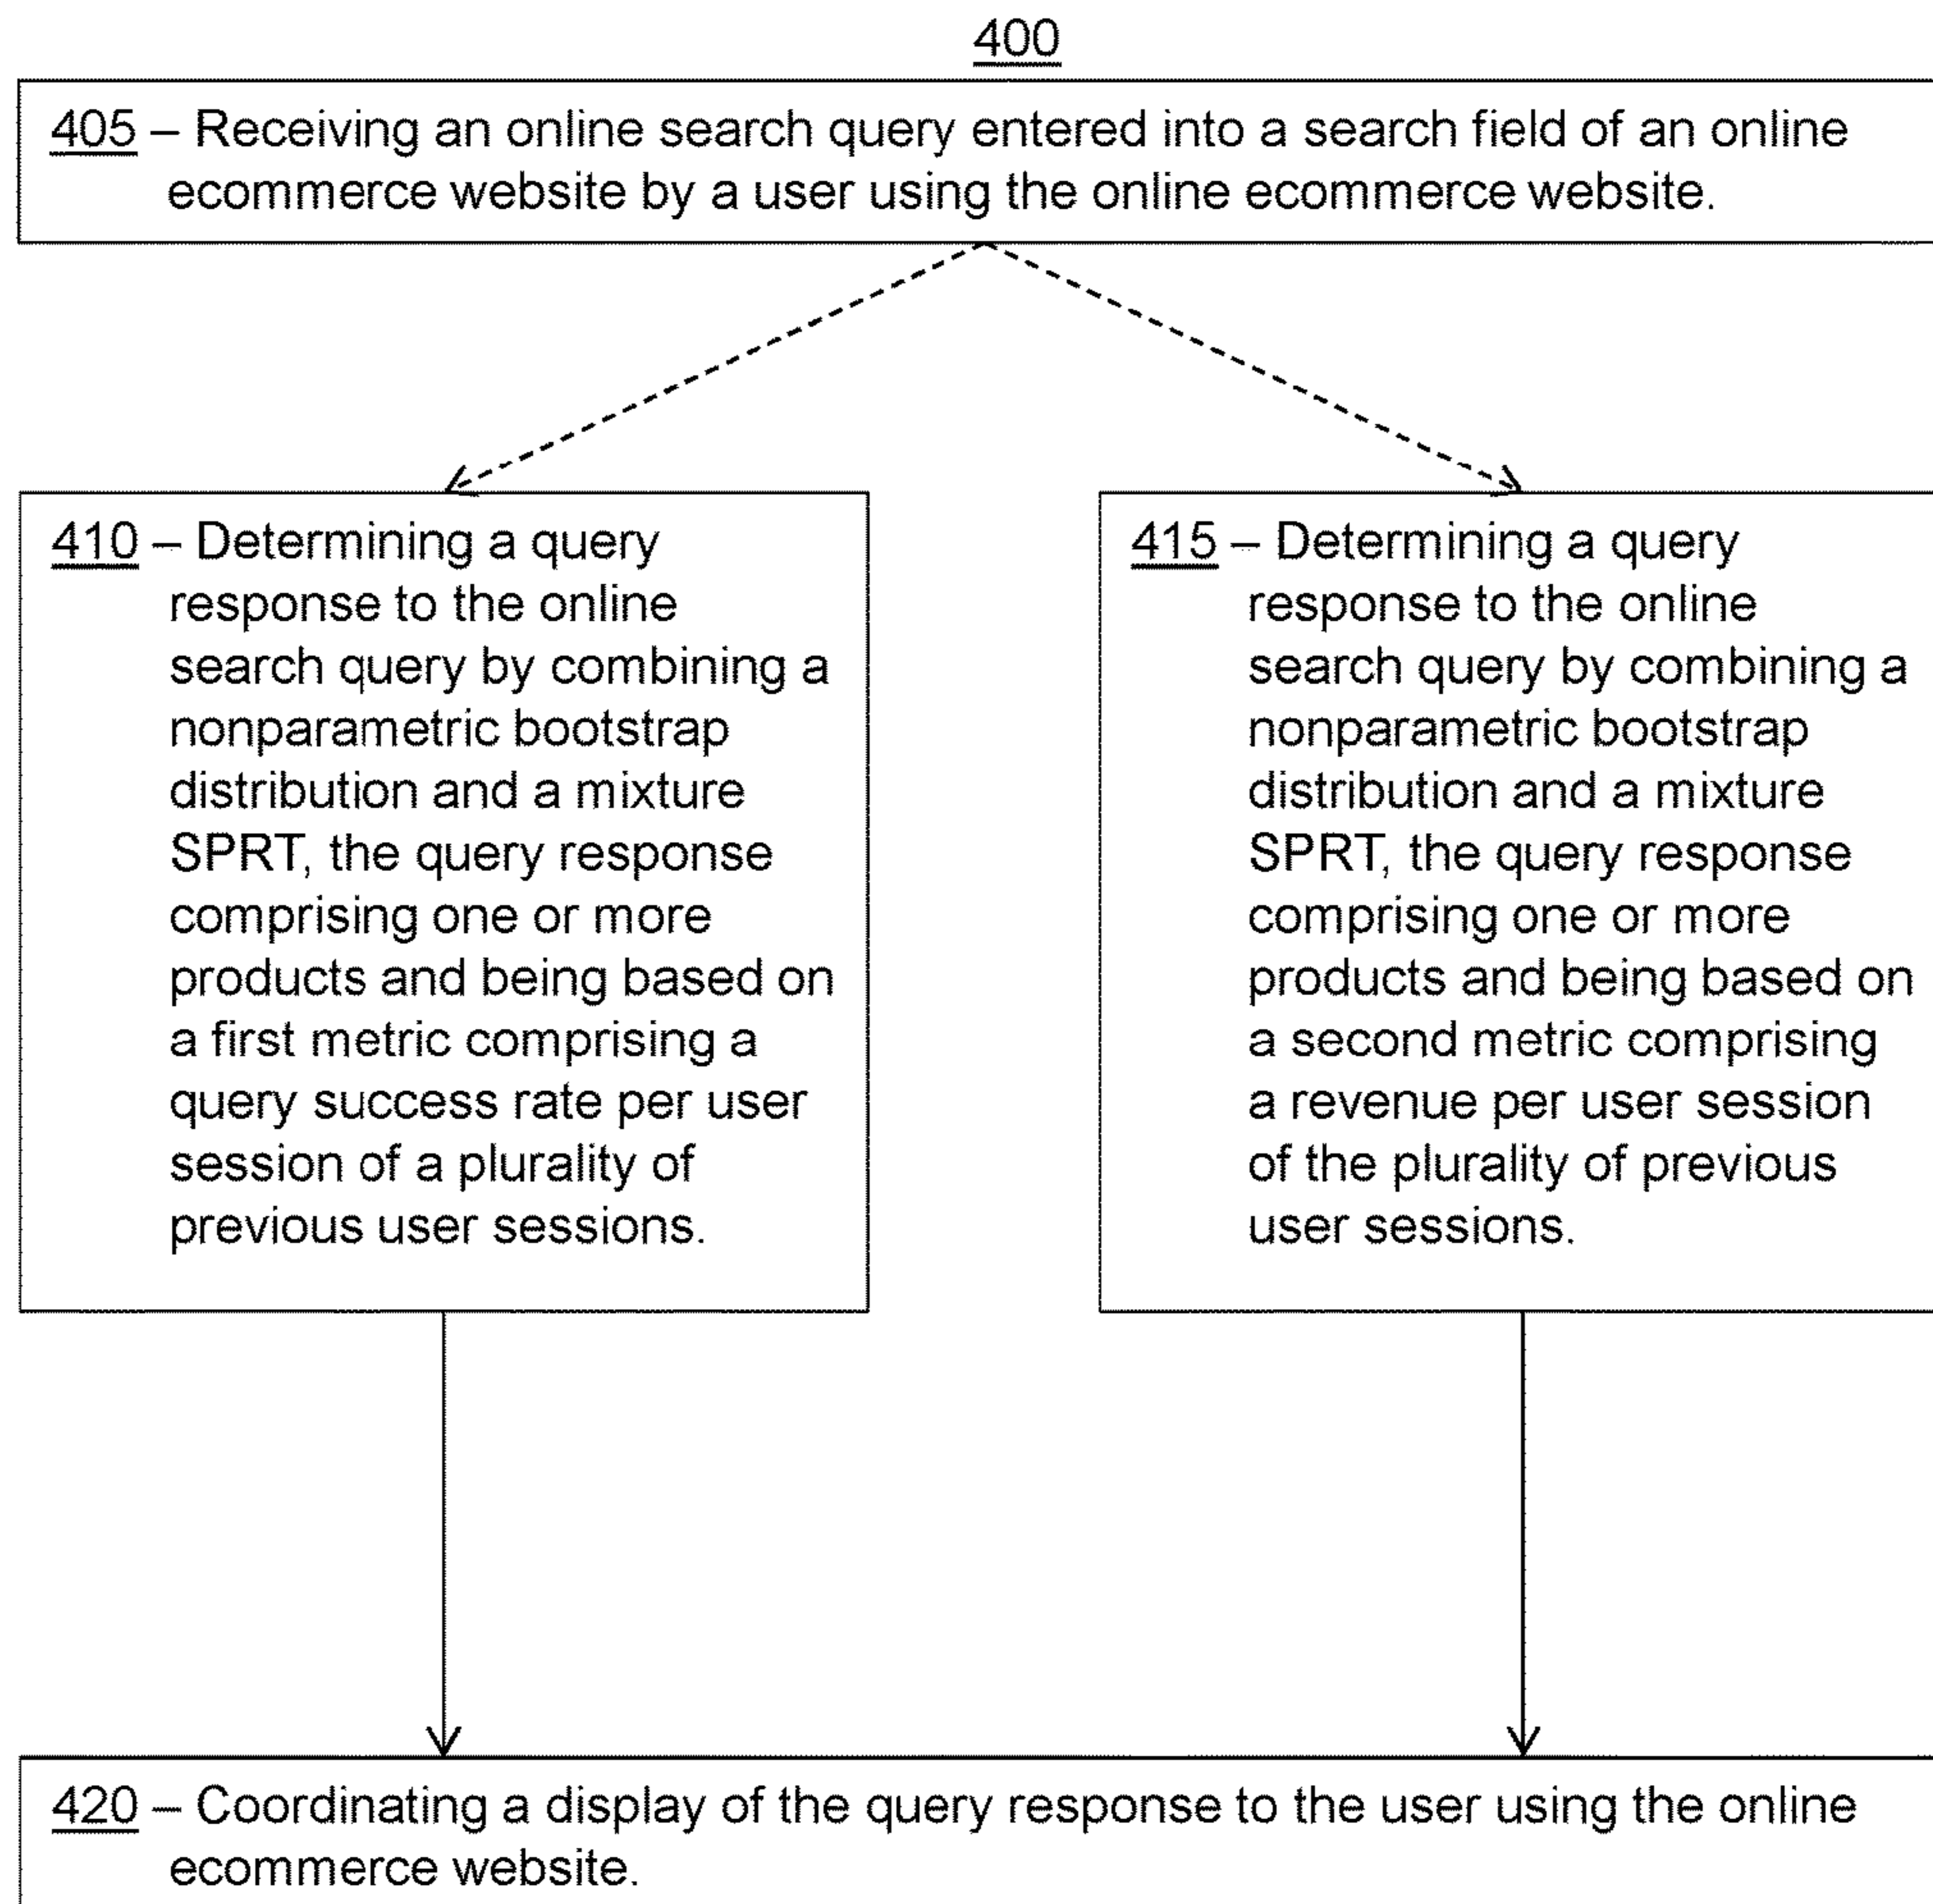 400
405 – Receiving an online search query entered into a search field of an online
ecommerce website by a user using the online ecommerce website.
410 – Determining a query
response to the online
search query by combining a
nonparametric bootstrap
distribution and a mixture
SPRT, the query response
comprising one or more
products and being based on
a first metric comprising a
query success rate per user
session of a plurality of
previous user sessions.
415 – Determining a query
response to the online
search query by combining a
nonparametric bootstrap
distribution and a mixture
SPRT, the query response
comprising one or more
products and being based on
a second metric comprising
a revenue per user session
of the plurality of previous
user sessions.
420 – Coordinating a display of the query response to the user using the online
ecommerce website.